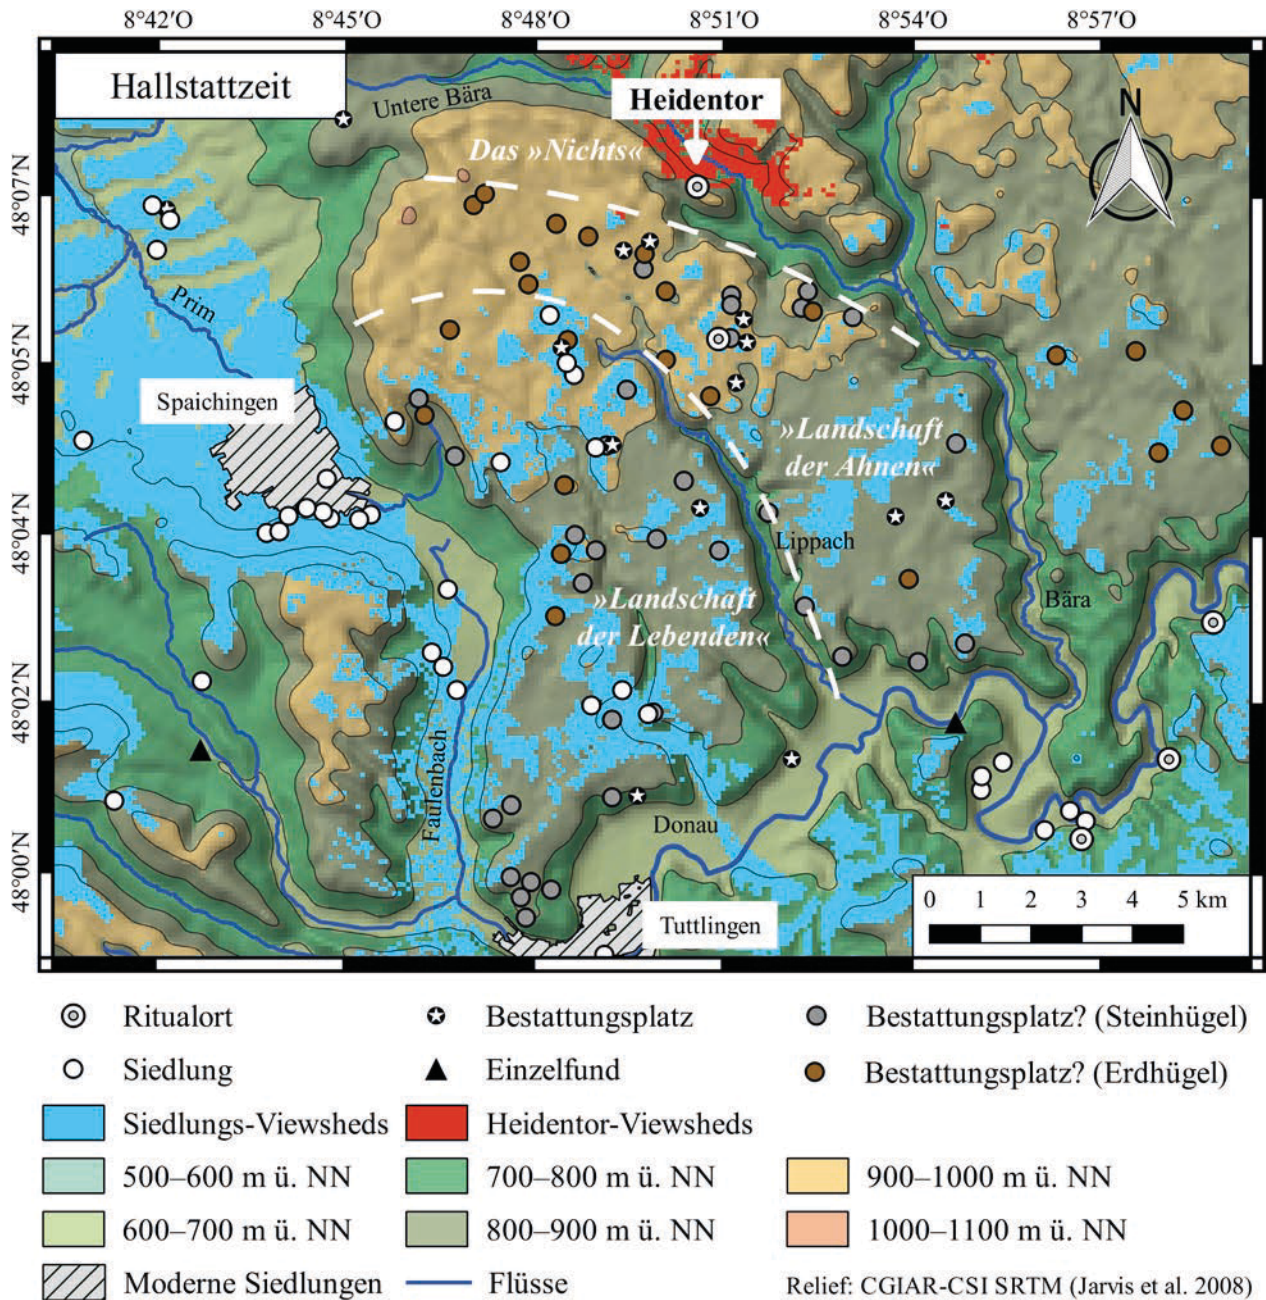 8°42′O 8°45′O 8°48′O 8°51′O 8°54′O 8°57′O
Hallstattzeit
Untere Bära
Heidentor
N
Das »Nichts«
48°07′N
Prim
48°05′N
Spaichingen
»Landschaft
der Ahnen«
48°04′N
Lippach
Bära
»Landschaft
der Lebenden«
48°02′N
Faulenbach
Donau
48°00′N
0 1 2 3 4 5 km
Tuttlingen
Ritualort Bestattungsplatz Bestattungsplatz? (Steinhügel)
Siedlung Einzelfund Bestattungsplatz? (Erdhügel)
Siedlungs-Viewsheds Heidentor-Viewsheds
500–600 m ü. NN 700–800 m ü. NN 900–1000 m ü. NN
600–700 m ü. NN 800–900 m ü. NN 1000–1100 m ü. NN
Moderne Siedlungen Flüsse Relief: CGIAR-CSI SRTM (Jarvis et al. 2008)